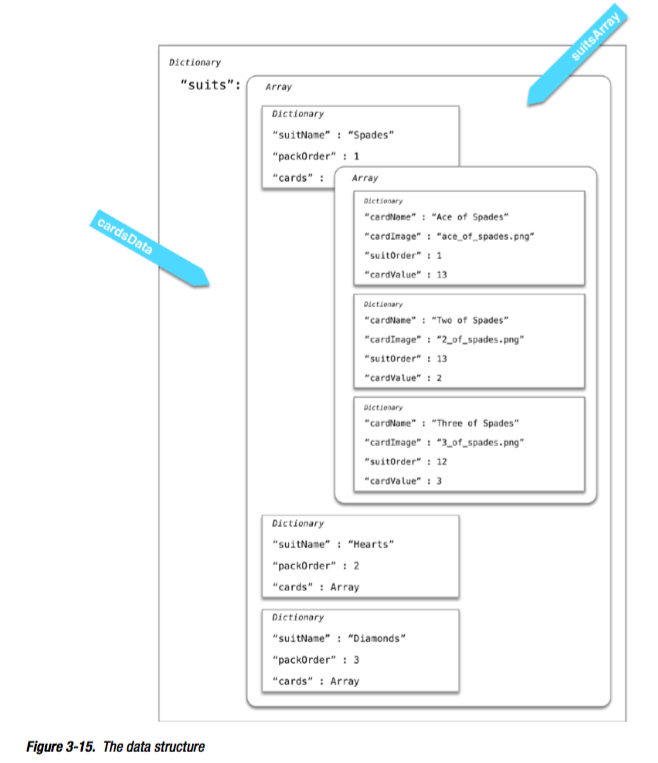 suitsArray
Dictionary
“suits”:
Array
Dictionary
“suitName” : “Spades”
“packOrder” : 1
“cards” :
Array
Dictionary
“cardName” : “Ace of Spades”
“cardImage” : “ace_of_spades.png”
“suitOrder” : 1
“cardValue” : 13
Dictionary
“cardName” : “Two of Spades”
“cardImage” : “2_of_spades.png”
“suitOrder” : 13
“cardValue” : 2
Dictionary
“cardName” : “Three of Spades”
“cardImage” : “3_of_spades.png”
“suitOrder” : 12
“cardValue” : 3
cardsData
Dictionary
“suitName” : “Hearts”
“packOrder” : 2
“cards” : Array
Dictionary
“suitName” : “Diamonds”
“packOrder” : 3
“cards” : Array
Figure 3-15. The data structure